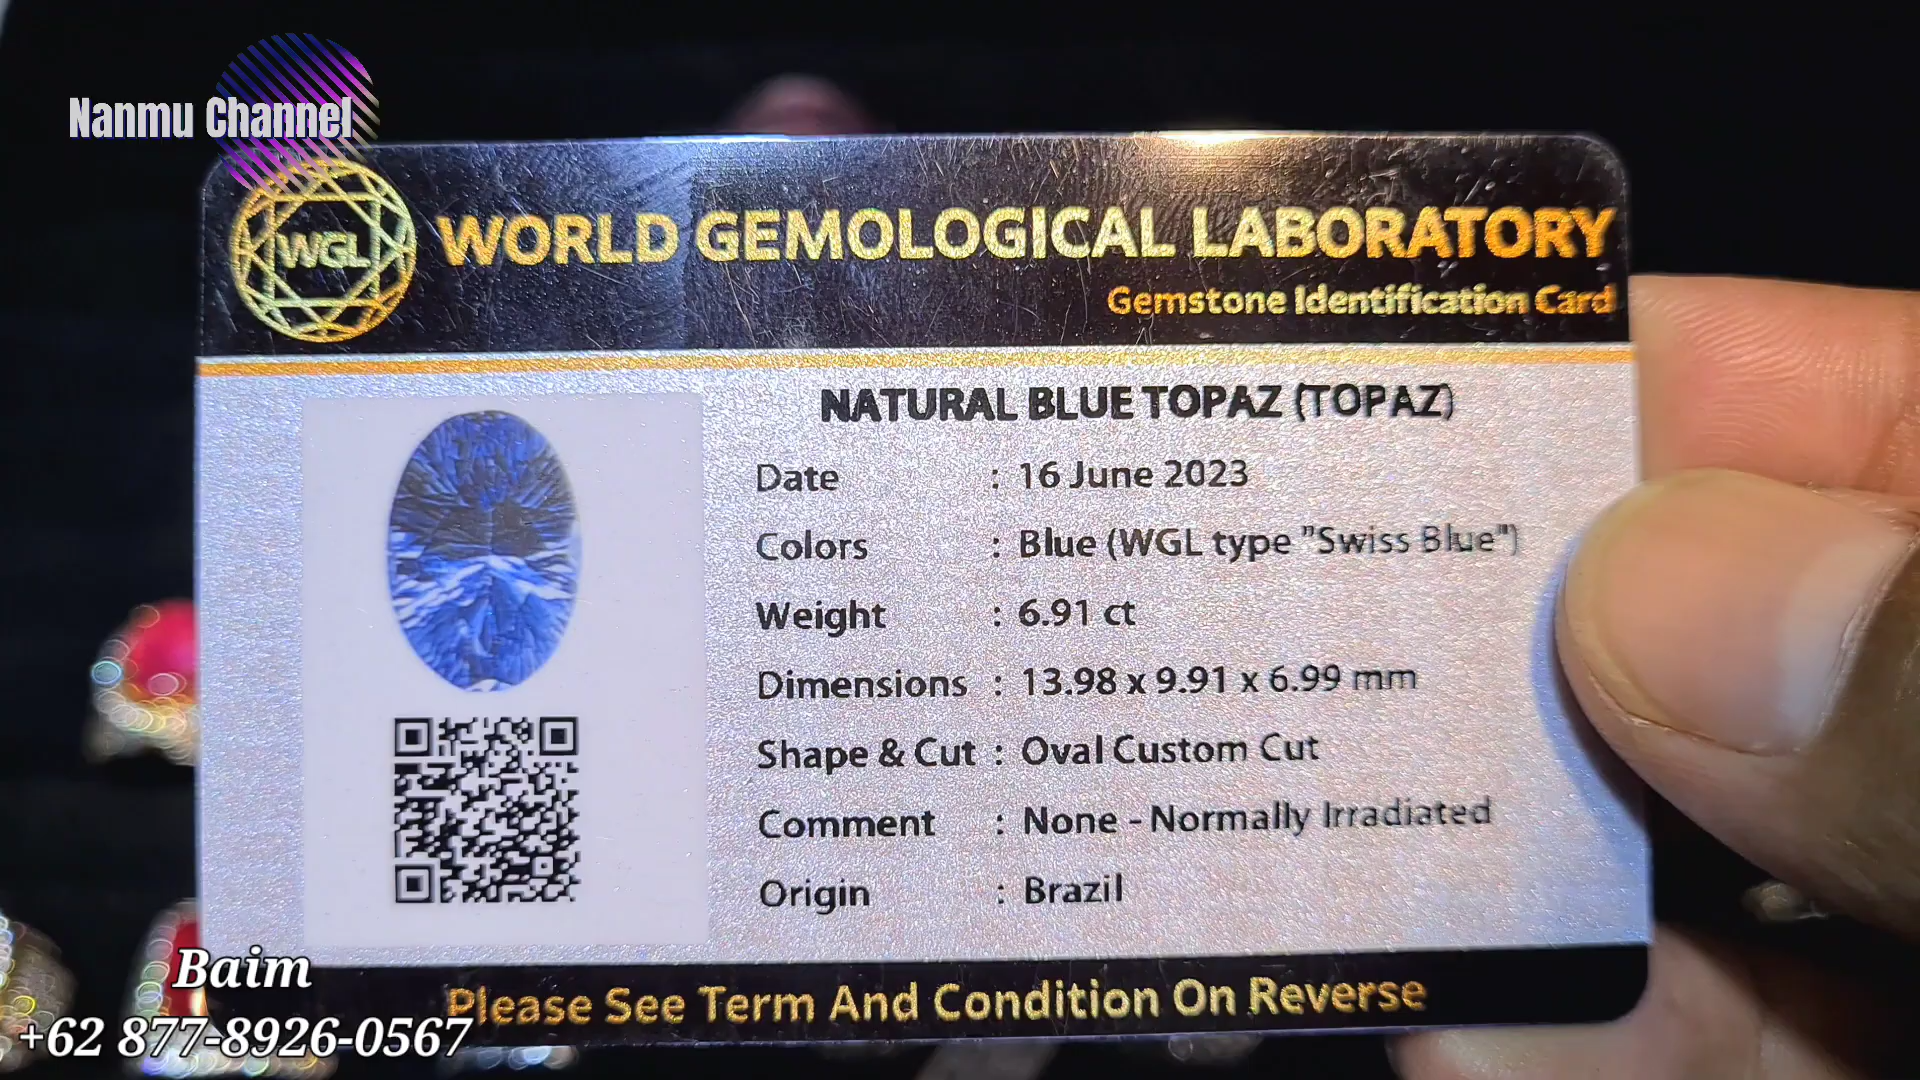 Nanmu Channel
WGL
WORLD GEMOLOGICAL LABORATORY
Gemstone Identification Card
NATURAL BLUE TOPAZ (TOPAZ)
Date : 16 June 2023
Colors : Blue (WGL type "Swiss Blue")
Weight : 6.91 ct
Dimensions : 13.98 x 9.91 x 6.99 mm
Shape & Cut : Oval Custom Cut
Comment : None - Normally Irradiated
Origin : Brazil
Please See Term And Condition On Reverse
Baim
+62 877-8926-0567